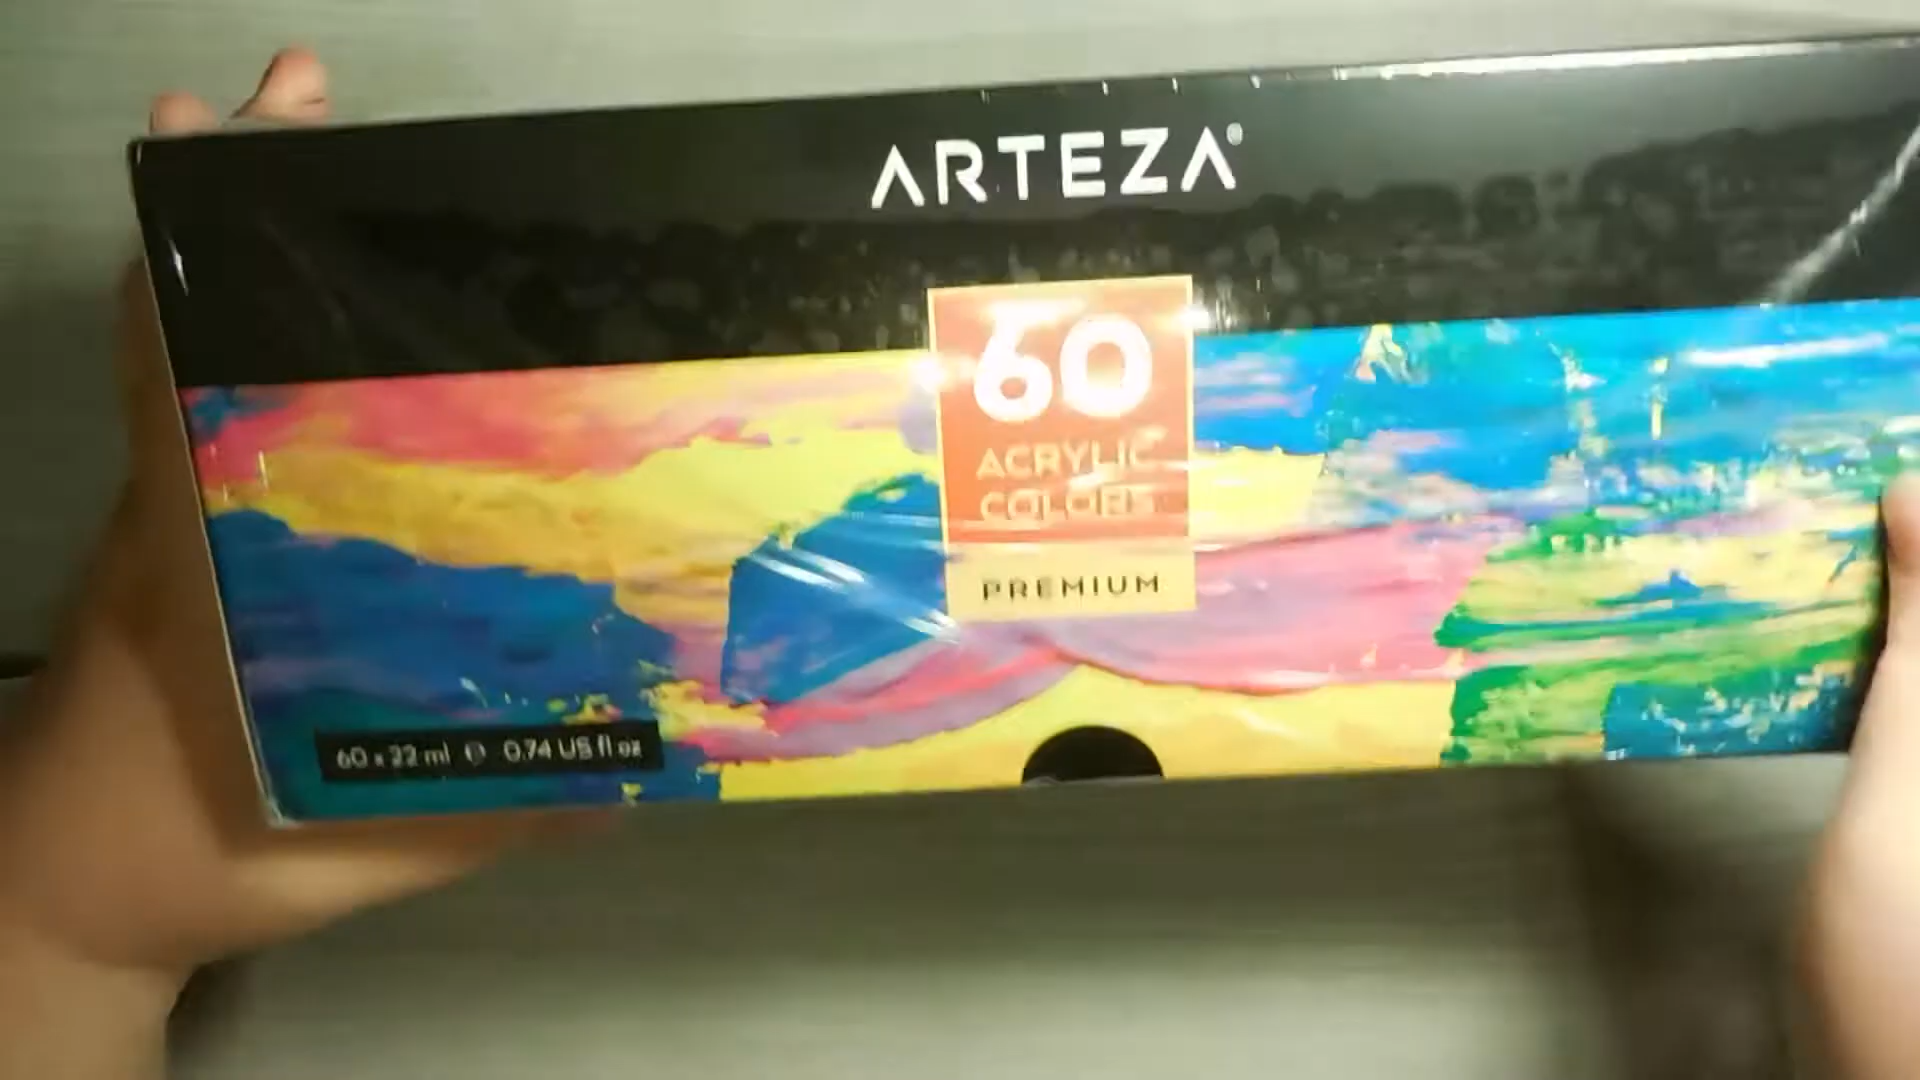 ARTEZA®
60
ACRYLIC
COLORS
PREMIUM
60 x 22 ml ℮ 0.74 US fl oz